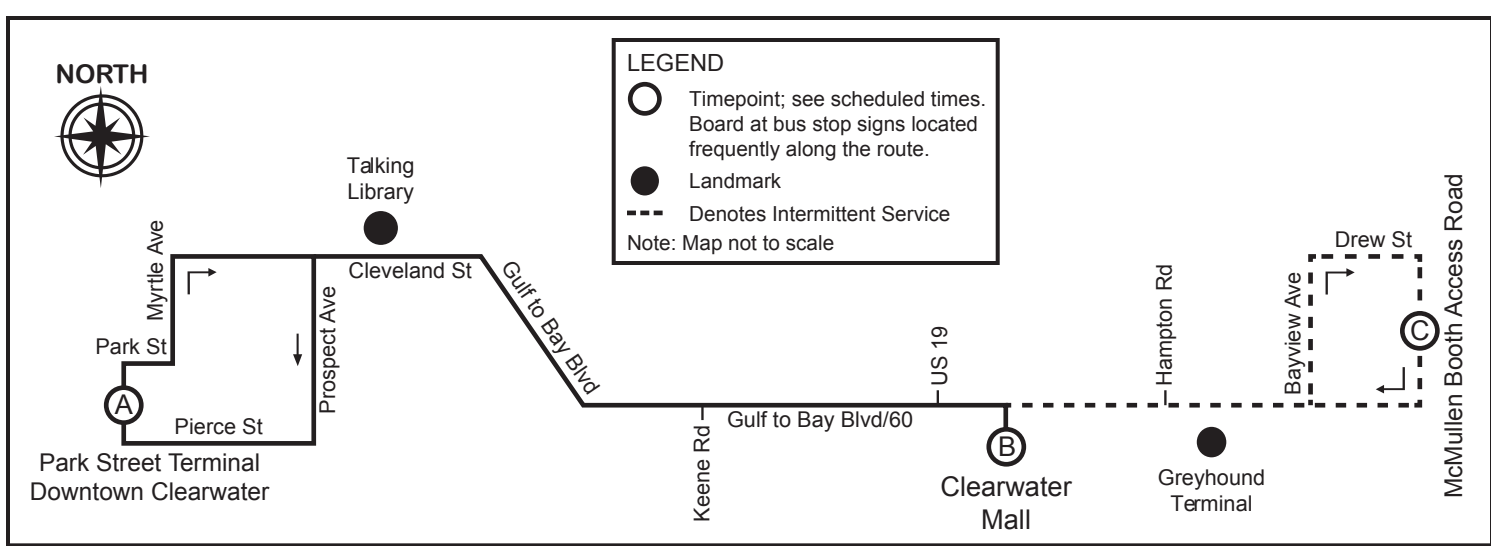 NORTH
LEGEND
Timepoint; see scheduled times.
Board at bus stop signs located
frequently along the route.
Landmark
Denotes Intermittent Service
Note: Map not to scale
Talking
Library
Myrtle Ave
Cleveland St
Park St
Prospect Ave
A
Pierce St
Park Street Terminal
Downtown Clearwater
Gulf to Bay Blvd
Keene Rd
Gulf to Bay Blvd/60
US 19
B
Clearwater
Mall
Hampton Rd
Greyhound
Terminal
Bayview Ave
Drew St
C
McMullen Booth Access Road